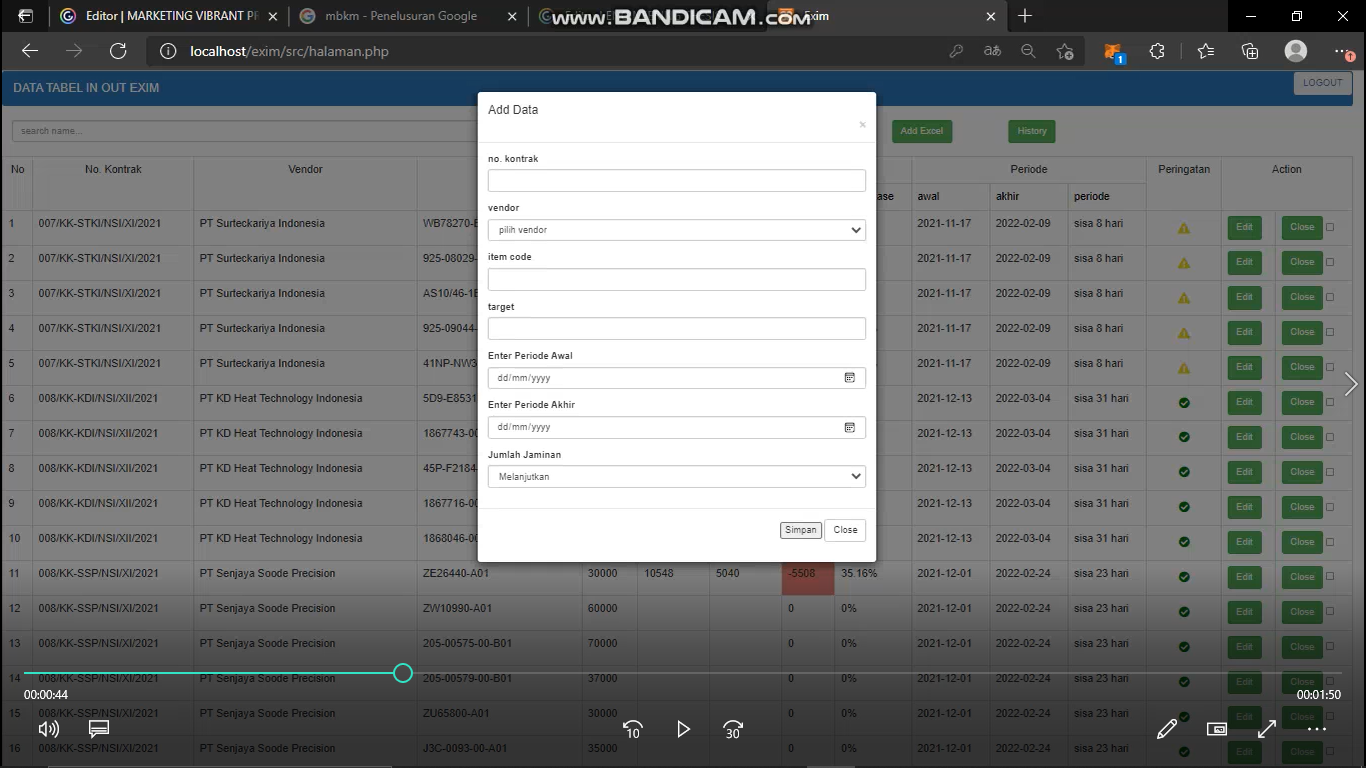 Editor | MARKETING VIBRANT PR
mbkm - Penelusuran Google
www.BANDICAM.com
Exim
localhost/exim/src/halaman.php
DATA TABEL IN OUT EXIM
LOGOUT
search name...
Add Excel
History
Add Data
×
no. kontrak
vendor
pilih vendor
item code
target
Enter Periode Awal
dd/mm/yyyy
Enter Periode Akhir
dd/mm/yyyy
Jumlah Jaminan
Melanjutkan
Simpan Close
No No. Kontrak Vendor Periode Peringatan Action
ase awal akhir periode
1 007/KK-STKI/NSI/XI/2021 PT Surteckariya Indonesia WB78270- 2021-11-17 2022-02-09 sisa 8 hari Edit Close
2 007/KK-STKI/NSI/XI/2021 PT Surteckariya Indonesia 925-08029- 2021-11-17 2022-02-09 sisa 8 hari Edit Close
3 007/KK-STKI/NSI/XI/2021 PT Surteckariya Indonesia AS10/46-1 2021-11-17 2022-02-09 sisa 8 hari Edit Close
4 007/KK-STKI/NSI/XI/2021 PT Surteckariya Indonesia 925-09044- 2021-11-17 2022-02-09 sisa 8 hari Edit Close
5 007/KK-STKI/NSI/XI/2021 PT Surteckariya Indonesia 41NP-NW3 2021-11-17 2022-02-09 sisa 8 hari Edit Close
6 008/KK-KDI/NSI/XII/2021 PT KD Heat Technology Indonesia 5D9-E8531 2021-12-13 2022-03-04 sisa 31 hari Edit Close
7 008/KK-KDI/NSI/XII/2021 PT KD Heat Technology Indonesia 1867743-00 2021-12-13 2022-03-04 sisa 31 hari Edit Close
8 008/KK-KDI/NSI/XII/2021 PT KD Heat Technology Indonesia 45P-F2184- 2021-12-13 2022-03-04 sisa 31 hari Edit Close
9 008/KK-KDI/NSI/XII/2021 PT KD Heat Technology Indonesia 1867716-00 2021-12-13 2022-03-04 sisa 31 hari Edit Close
10 008/KK-KDI/NSI/XII/2021 PT KD Heat Technology Indonesia 1868046-00 2021-12-13 2022-03-04 sisa 31 hari Edit Close
11 008/KK-SSP/NSI/XI/2021 PT Senjaya Soode Precision ZE26440-A01 30000 10548 5040 -5508 35.16% 2021-12-01 2022-02-24 sisa 23 hari Edit Close
12 008/KK-SSP/NSI/XI/2021 PT Senjaya Soode Precision ZW10990-A01 60000 0 0% 2021-12-01 2022-02-24 sisa 23 hari Edit Close
13 008/KK-SSP/NSI/XI/2021 PT Senjaya Soode Precision 205-00575-00-B01 70000 0 0% 2021-12-01 2022-02-24 sisa 23 hari Edit Close
14 008/KK-SSP/NSI/XI/2021 PT Senjaya Soode Precision 205-00579-00-B01 37000 0 0% 2021-12-01 2022-02-24 sisa 23 hari Edit Close
00:00:44 00:01:50
15 008/KK-SSP/NSI/XI/2021 PT Senjaya Soode Precision ZU65800-A01 30000 0 0% 2021-12-01 2022-02-24 sisa 23 hari Edit Close
10 30
16 008/KK-SSP/NSI/XI/2021 PT Senjaya Soode Precision J3C-0093-00-A01 35000 0 0% 2021-12-01 2022-02-24 sisa 23 hari Edit Close